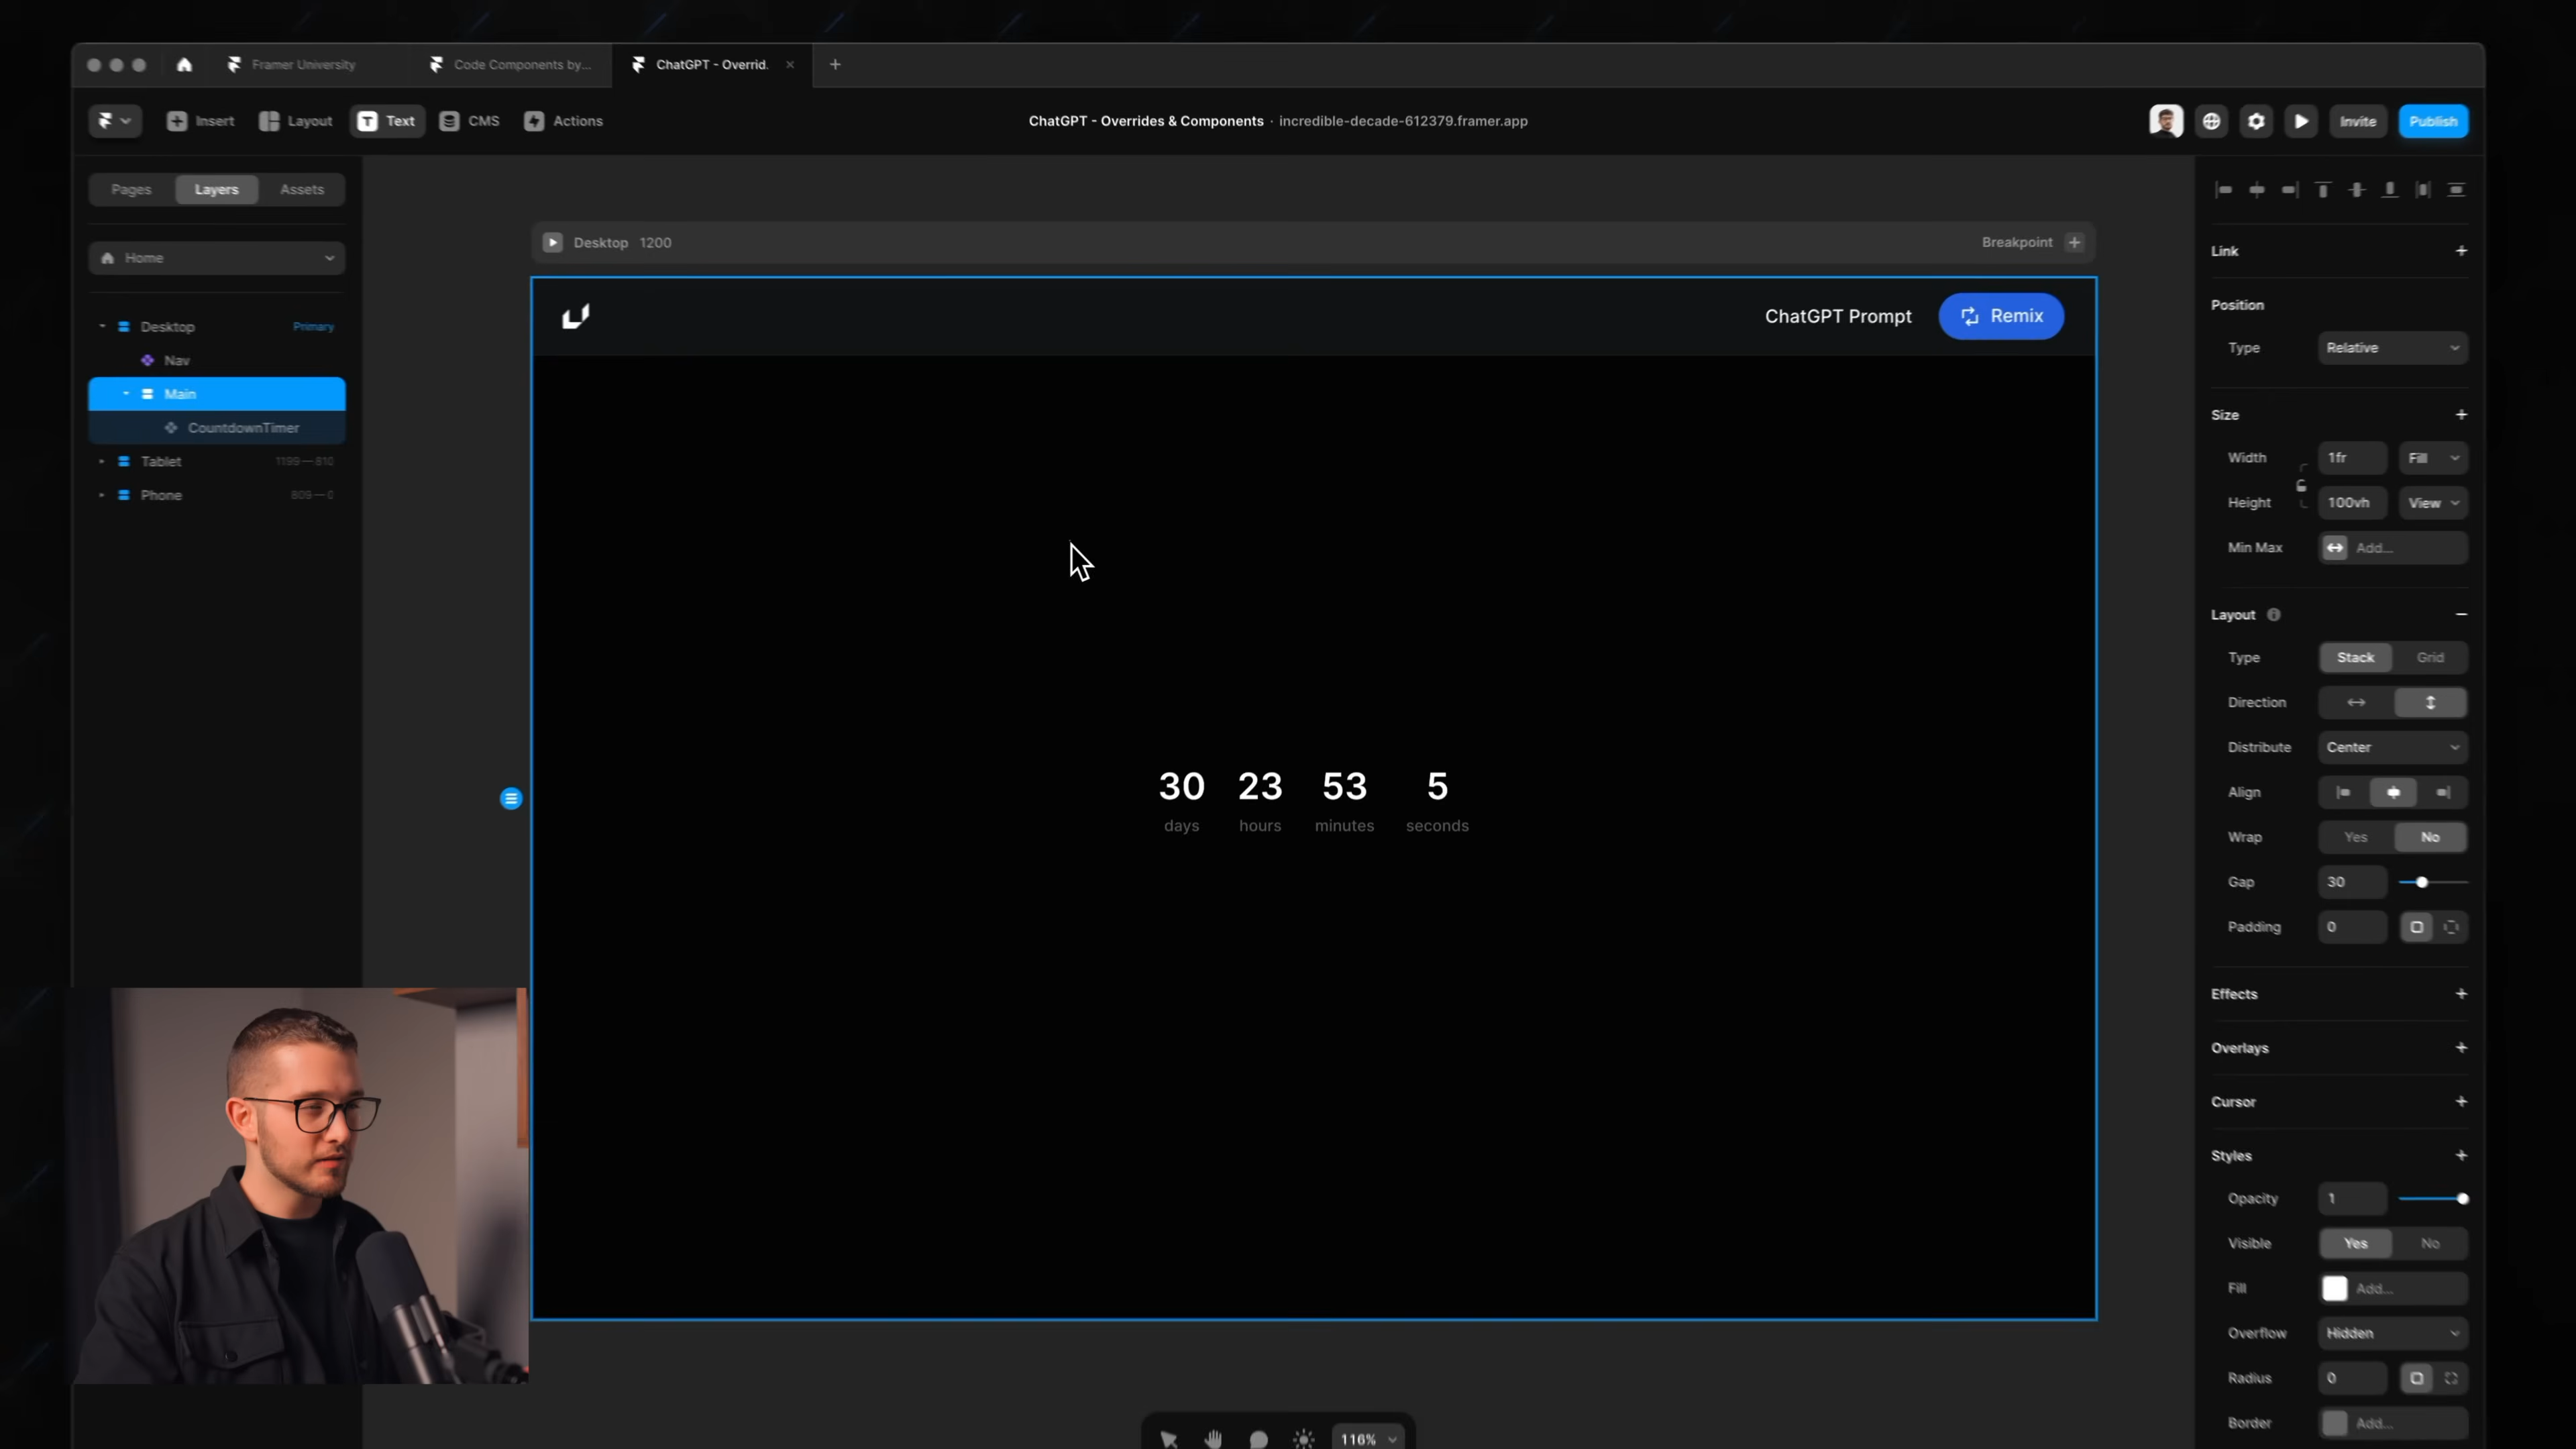 Framer University
Code Components by...
ChatGPT - Overrid.
Insert
Layout
Text
CMS
Actions
ChatGPT - Overrides & Components · incredible-decade-612379.framer.app
Invite
Publish
Pages
Layers
Assets
Home
Desktop
Primary
Nav
Main
CountdownTimer
Tablet
1199—810
Phone
809—0
Desktop 1200
Breakpoint
ChatGPT Prompt
Remix
30 23 53 5
days hours minutes seconds
116%
Link
Position
Type Relative
Size
Width 1fr Fill
Height 100vh View
Min Max Add...
Layout
Type Stack Grid
Direction
Distribute Center
Align
Wrap Yes No
Gap 30
Padding 0
Effects
Overlays
Cursor
Styles
Opacity 1
Visible Yes No
Fill Add...
Overflow Hidden
Radius 0
Border Add...